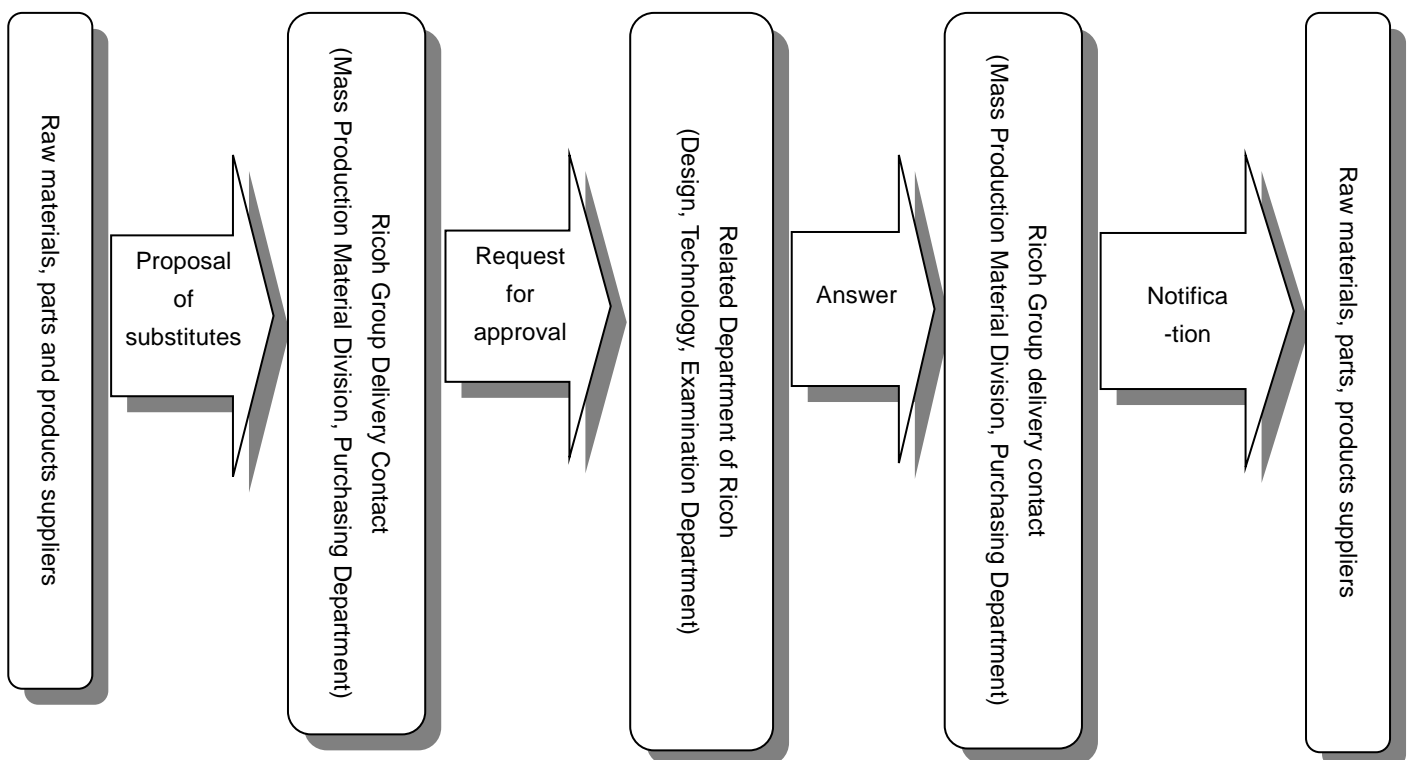 Raw materials, parts and products suppliers
Proposal
of
substitutes
Ricoh Group Delivery Contact
(Mass Production Material Division, Purchasing Department)
Request
for
approval
Related Department of Ricoh
(Design, Technology, Examination Department)
Answer
Ricoh Group delivery contact
(Mass Production Material Division, Purchasing Department)
Notifica
-tion
Raw materials, parts, products suppliers